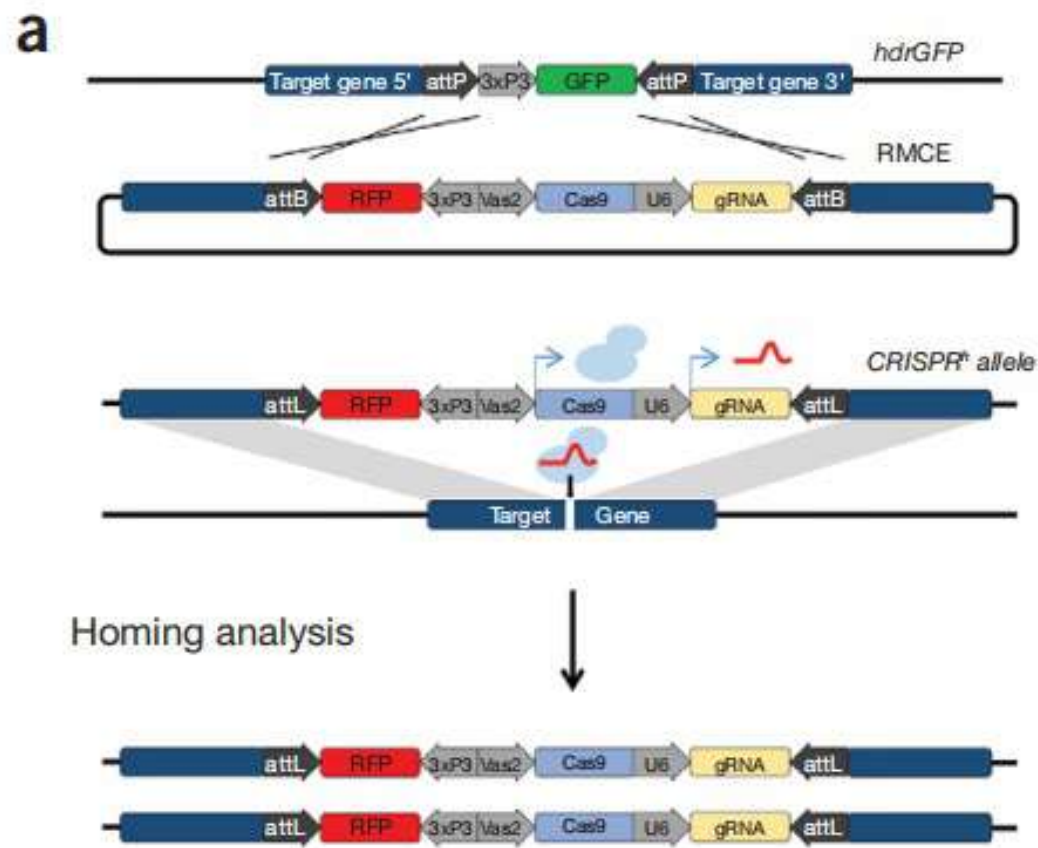 a
hdrGFP
Target gene 5' attP 3xP3 GFP attP Target gene 3'
RMCE
attB RFP 3xP3 Vas2 Cas9 U6 gRNA attB
CRISPRʰ allele
attL RFP 3xP3 Vas2 Cas9 U6 gRNA attL
Target Gene
Homing analysis
attL RFP 3xP3 Vas2 Cas9 U6 gRNA attL
attL RFP 3xP3 Vas2 Cas9 U6 gRNA attL